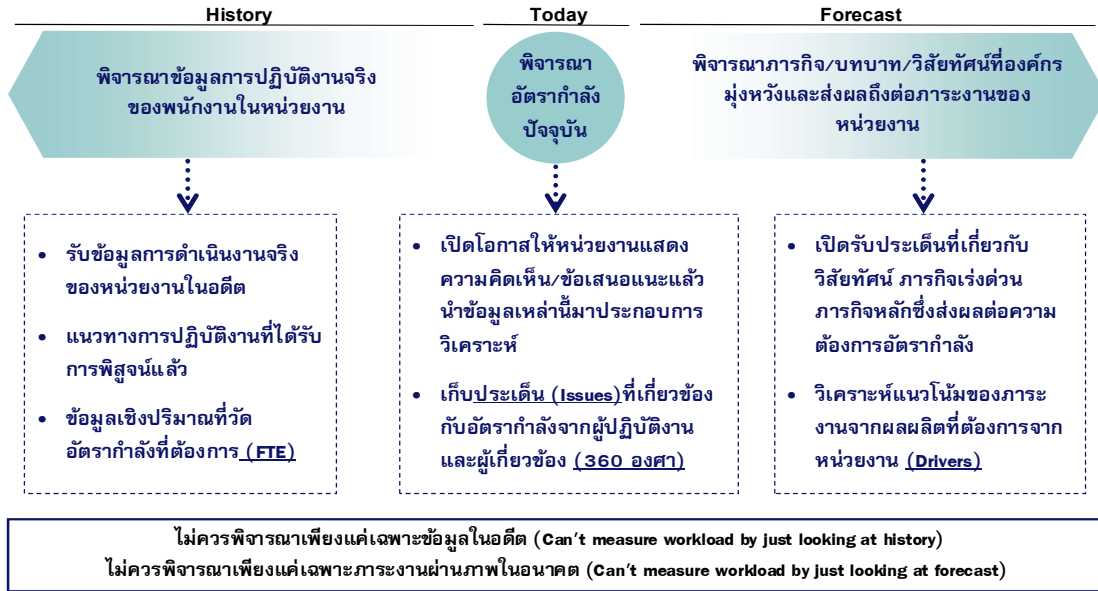 History
Today
Forecast
พิจารณาข้อมูลการปฏิบัติงานจริง
ของพนักงานในหน่วยงาน
พิจารณา
อัตรากำลัง
ปัจจุบัน
พิจารณาภารกิจ/บทบาท/วิสัยทัศน์ที่องค์กร
มุ่งหวังและส่งผลถึงต่อภาระงานของ
หน่วยงาน
• รับข้อมูลการดำเนินงานจริง
ของหน่วยงานในอดีต
• แนวทางการปฏิบัติงานที่ได้รับ
การพิสูจน์แล้ว
• ข้อมูลเชิงปริมาณที่วัด
อัตรากำลังที่ต้องการ (FTE)
• เปิดโอกาสให้หน่วยงานแสดง
ความคิดเห็น/ข้อเสนอแนะแล้ว
นำข้อมูลเหล่านี้มาประกอบการ
วิเคราะห์
• เก็บประเด็น (Issues)ที่เกี่ยวข้อง
กับอัตรากำลังจากผู้ปฏิบัติงาน
และผู้เกี่ยวข้อง (360 องศา)
• เปิดรับประเด็นที่เกี่ยวกับ
วิสัยทัศน์ ภารกิจเร่งด่วน
ภารกิจหลักซึ่งส่งผลต่อความ
ต้องการอัตรากำลัง
• วิเคราะห์แนวโน้มของภาระ
งานจากผลผลิตที่ต้องการจาก
หน่วยงาน (Drivers)
ไม่ควรพิจารณาเพียงแค่เฉพาะข้อมูลในอดีต (Can't measure workload by just looking at history)
ไม่ควรพิจารณาเพียงแค่เฉพาะภาระงานผ่านภาพในอนาคต (Can't measure workload by just looking at forecast)